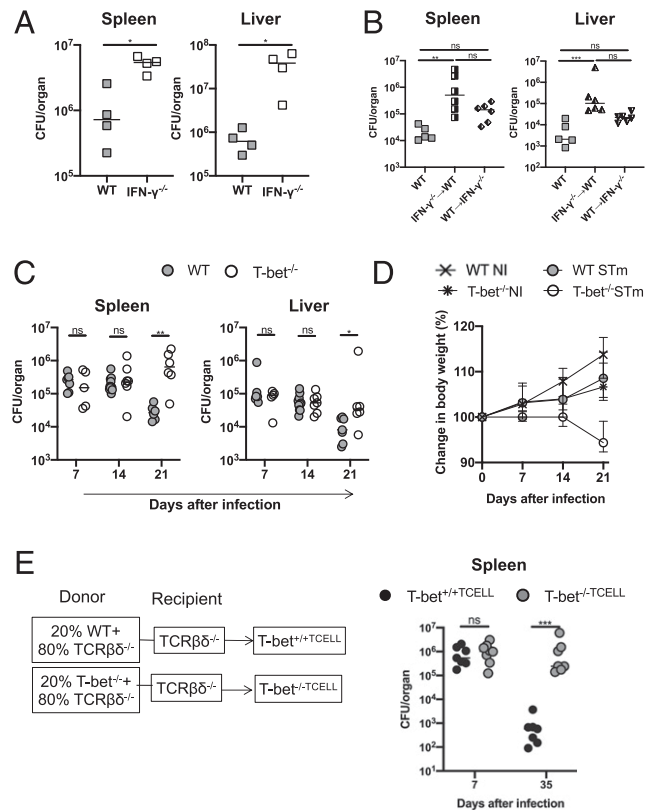 A
Spleen
Liver
CFU/organ
10^7
10^6
10^5
*
WT
IFN-γ^-/-
CFU/organ
10^8
10^7
10^6
10^5
*
WT
IFN-γ^-/-
B
Spleen
Liver
CFU/organ
10^7
10^6
10^5
10^4
10^3
10^2
ns
**
ns
WT
IFN-γ^-/-→WT
WT→IFN-γ^-/-
CFU/organ
10^7
10^6
10^5
10^4
10^3
10^2
ns
***
ns
WT
IFN-γ^-/-→WT
WT→IFN-γ^-/-
C
WT
T-bet^-/-
Spleen
Liver
CFU/organ
10^7
10^6
10^5
10^4
10^3
ns
ns
**
7
14
21
CFU/organ
10^7
10^6
10^5
10^4
10^3
10^2
ns
ns
*
7
14
21
Days after infection
D
WT NI
WT STm
T-bet^-/-NI
T-bet^-/-STm
Change in body weight (%)
120
110
100
90
0
7
14
21
Days after infection
E
Donor
Recipient
20% WT+
80% TCRβδ^-/-
TCRβδ^-/-
T-bet^+/+TCELL
20% T-bet^-/-+
80% TCRβδ^-/-
TCRβδ^-/-
T-bet^-/-TCELL
Spleen
T-bet^+/+TCELL
T-bet^-/-TCELL
CFU/organ
10^7
10^6
10^5
10^4
10^3
10^2
10^1
ns
***
7
35
Days after infection